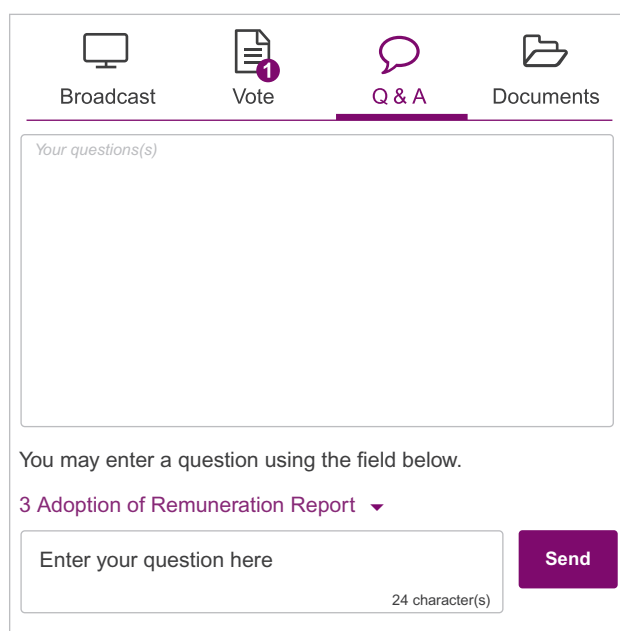 1
Broadcast Vote Q & A Documents
Your questions(s)
You may enter a question using the field below.
3 Adoption of Remuneration Report
Enter your question here
Send
24 character(s)